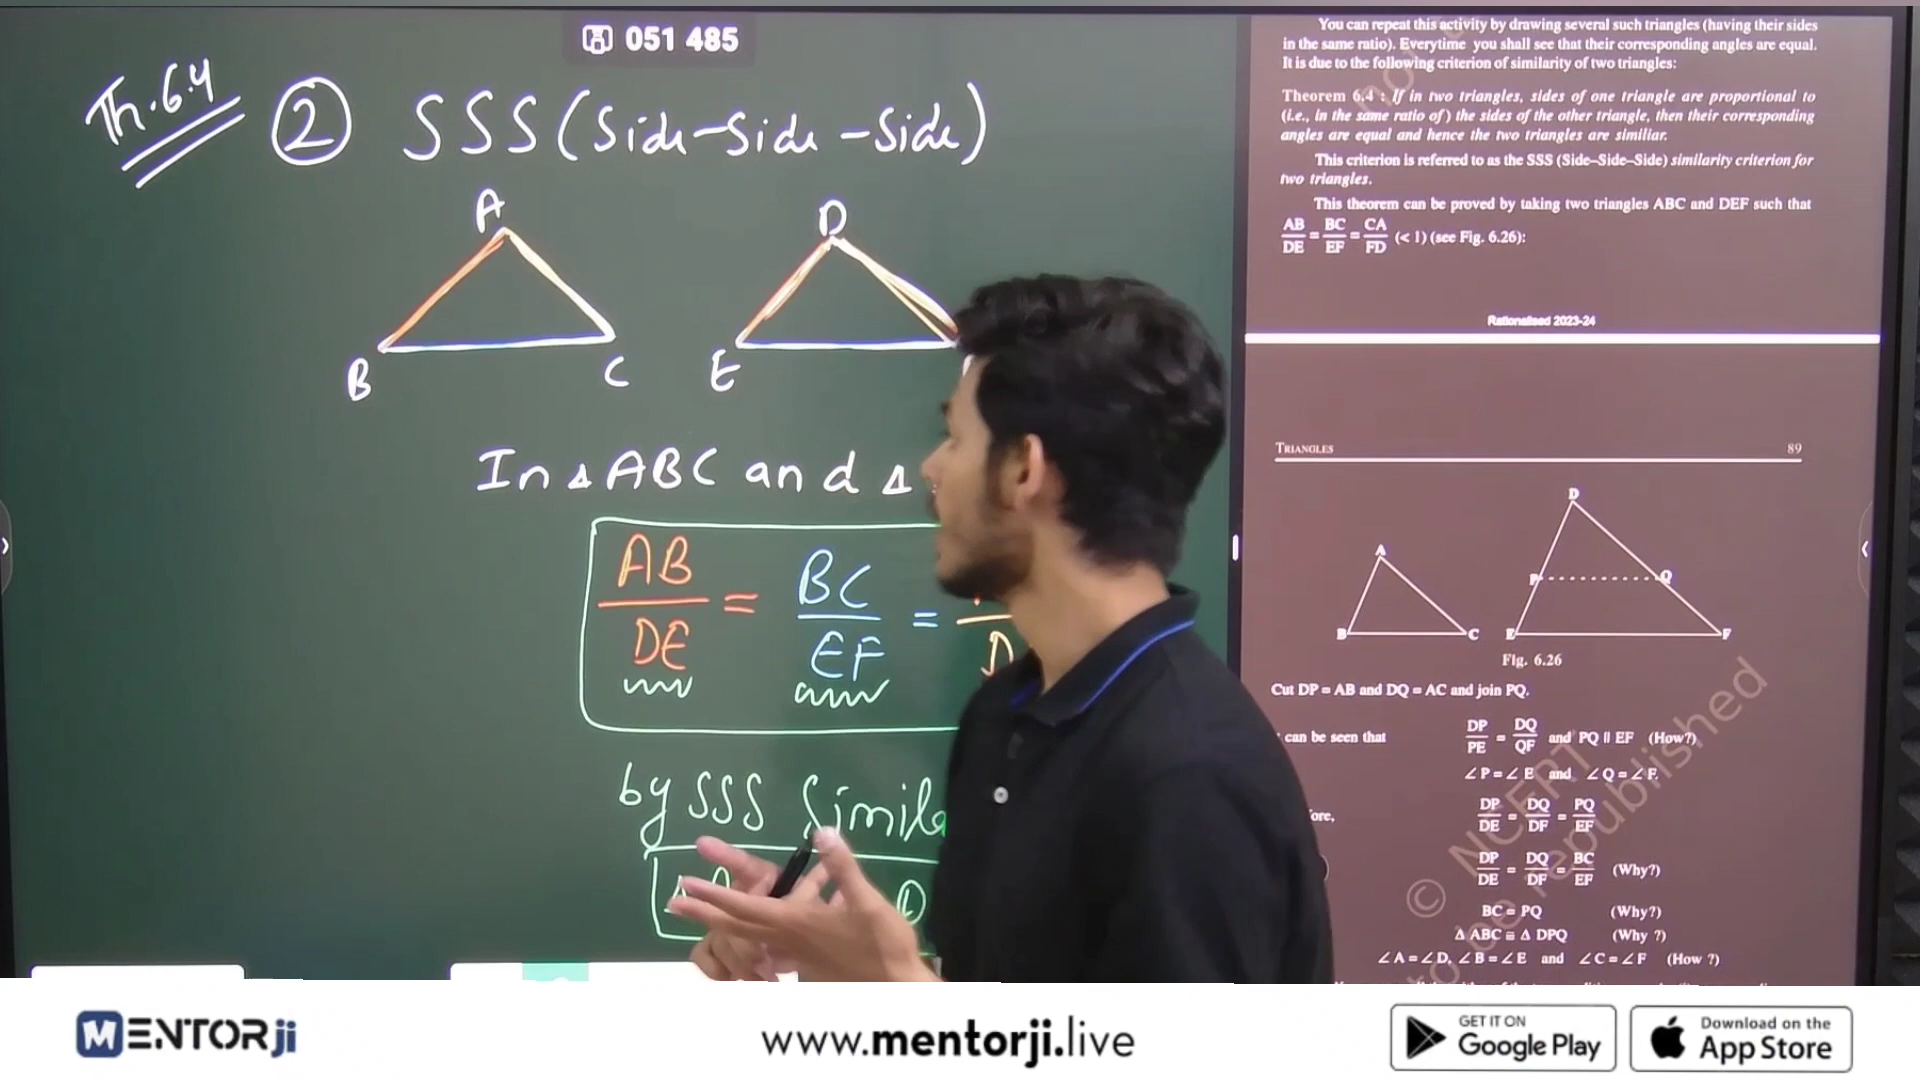 051 485
Th.6.4
2 SSS (Side-Side-Side)
A
D
B
C
E
In △ABC and △
AB/DE = BC/EF =
by SSS
You can repeat this activity by drawing several such triangles (having their sides
in the same ratio). Everytime you shall see that their corresponding angles are equal.
It is due to the following criterion of similarity of two triangles:
Theorem 6.4 : If in two triangles, sides of one triangle are proportional to
(i.e., in the same ratio of ) the sides of the other triangle, then their corresponding
angles are equal and hence the two triangles are similiar.
This criterion is referred to as the SSS (Side–Side–Side) similarity criterion for
two triangles.
This theorem can be proved by taking two triangles ABC and DEF such that
AB/DE = BC/EF = CA/FD (< 1) (see Fig. 6.26):
Rationalised 2023-24
TRIANGLES 89
D
A
P Q
B C E F
Fig. 6.26
Cut DP = AB and DQ = AC and join PQ.
can be seen that DP/PE = DQ/QF and PQ || EF (How?)
∠ P = ∠ E and ∠ Q = ∠ F.
DP/DE = DQ/DF = PQ/EF
DP/DE = DQ/DF = BC/EF (Why?)
BC = PQ (Why?)
Δ ABC ≅ Δ DPQ (Why ?)
∠ A = ∠ D, ∠ B = ∠ E and ∠ C = ∠ F (How ?)
© NCERT
be republished
MENTORji
www.mentorji.live
GET IT ON
Google Play
Download on the
App Store